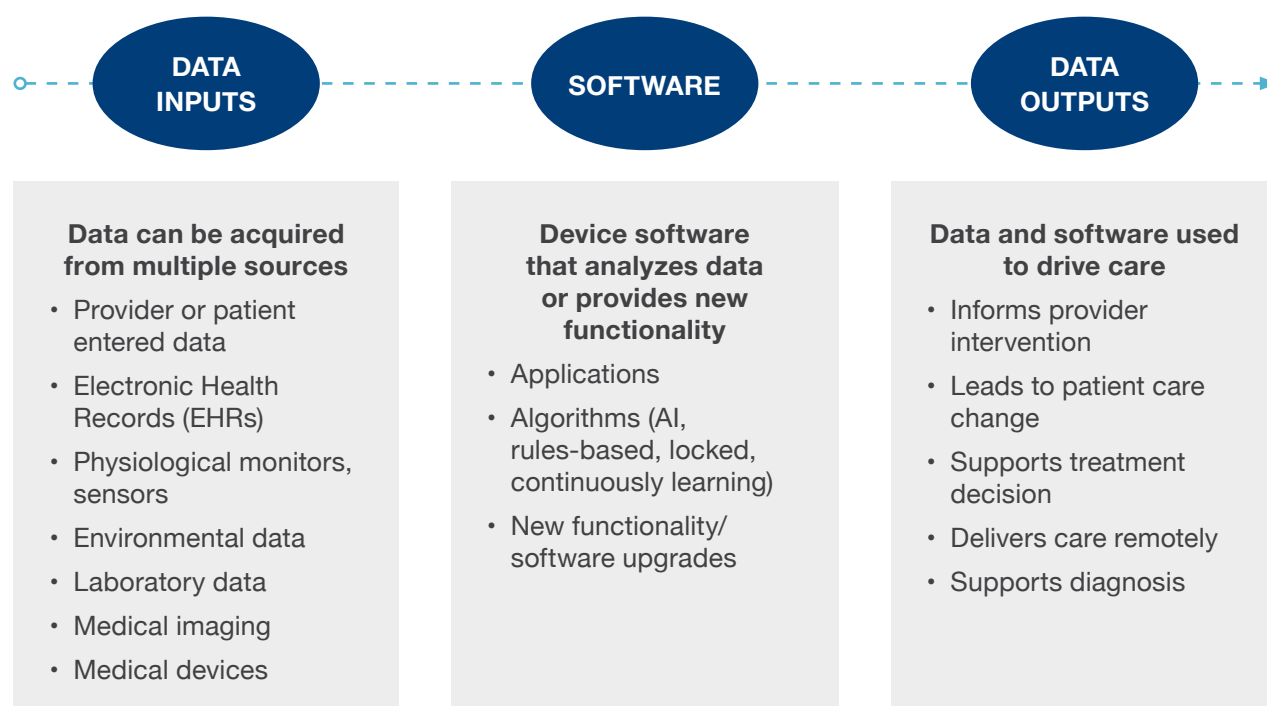 DATA
INPUTS
SOFTWARE
DATA
OUTPUTS
Data can be acquired
from multiple sources
• Provider or patient
entered data
• Electronic Health
Records (EHRs)
• Physiological monitors,
sensors
• Environmental data
• Laboratory data
• Medical imaging
• Medical devices
Device software
that analyzes data
or provides new
functionality
• Applications
• Algorithms (AI,
rules-based, locked,
continuously learning)
• New functionality/
software upgrades
Data and software used
to drive care
• Informs provider
intervention
• Leads to patient care
change
• Supports treatment
decision
• Delivers care remotely
• Supports diagnosis